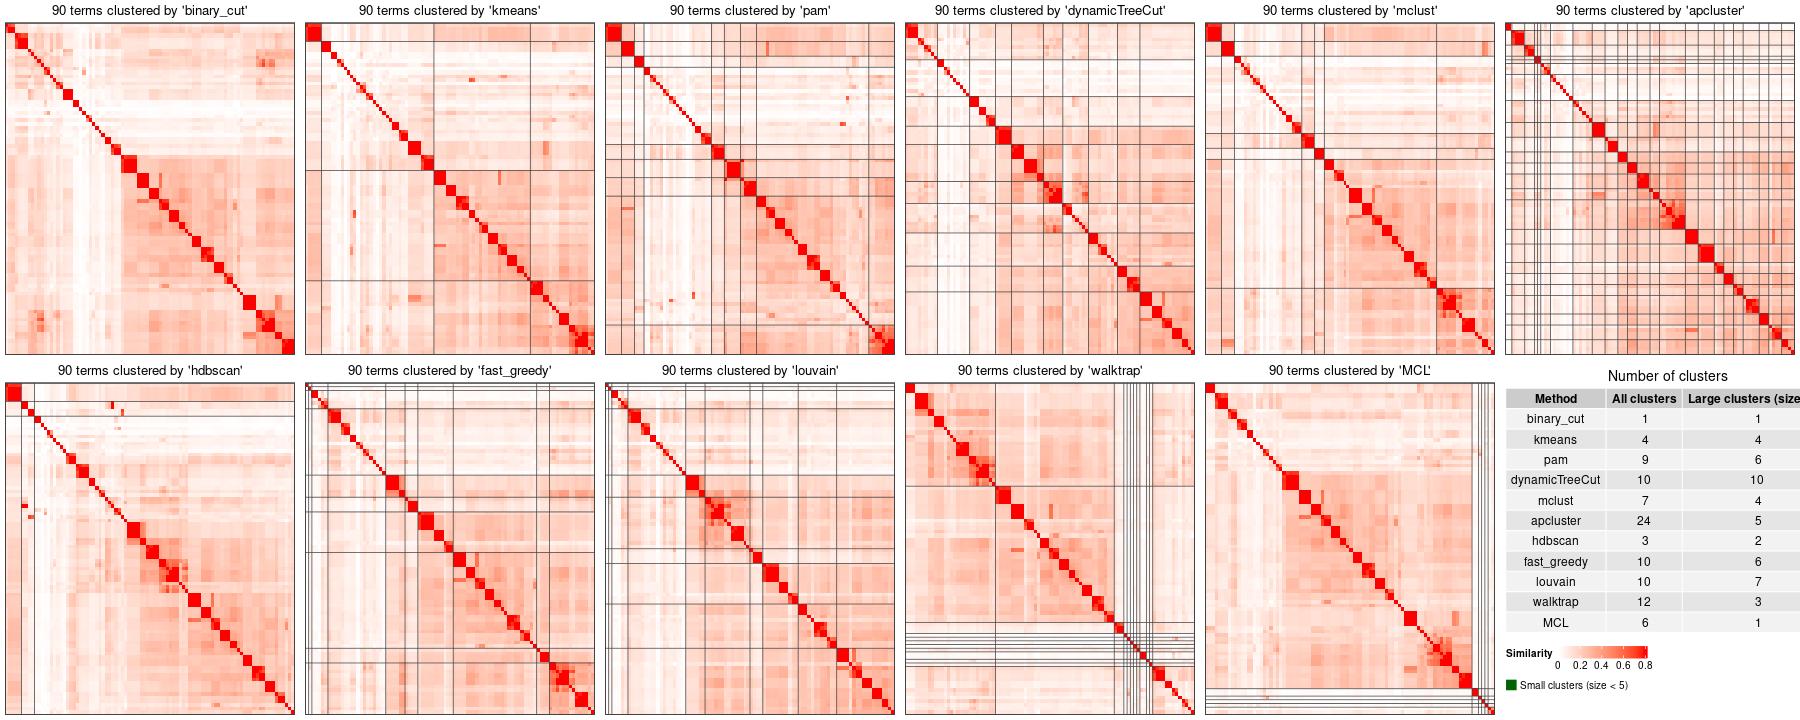 90 terms clustered by 'binary_cut'
90 terms clustered by 'kmeans'
90 terms clustered by 'pam'
90 terms clustered by 'dynamicTreeCut'
90 terms clustered by 'mclust'
90 terms clustered by 'apcluster'
90 terms clustered by 'hdbscan'
90 terms clustered by 'fast_greedy'
90 terms clustered by 'louvain'
90 terms clustered by 'walktrap'
90 terms clustered by 'MCL'
Number of clusters
Method All clusters Large clusters (size
binary_cut 1 1
kmeans 4 4
pam 9 6
dynamicTreeCut 10 10
mclust 7 4
apcluster 24 5
hdbscan 3 2
fast_greedy 10 6
louvain 10 7
walktrap 12 3
MCL 6 1
Similarity
0 0.2 0.4 0.6 0.8
Small clusters (size < 5)